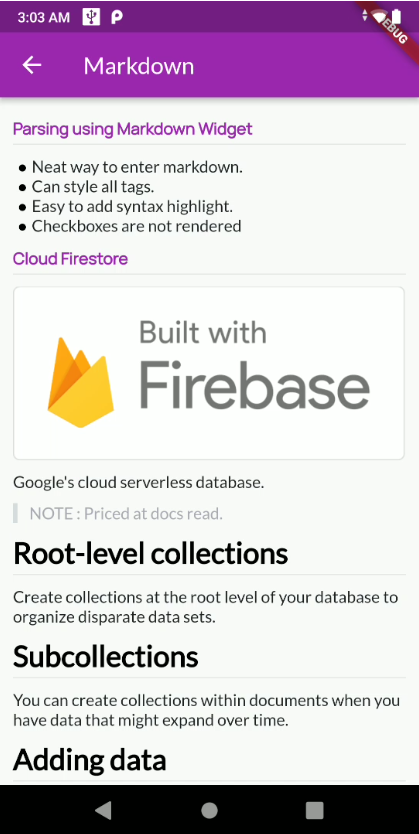 3:03 AM
DEBUG
Markdown
Parsing using Markdown Widget
● Neat way to enter markdown.
● Can style all tags.
● Easy to add syntax highlight.
● Checkboxes are not rendered
Cloud Firestore
Built with
Firebase
Google's cloud serverless database.
NOTE : Priced at docs read.
Root-level collections
Create collections at the root level of your database to
organize disparate data sets.
Subcollections
You can create collections within documents when you
have data that might expand over time.
Adding data